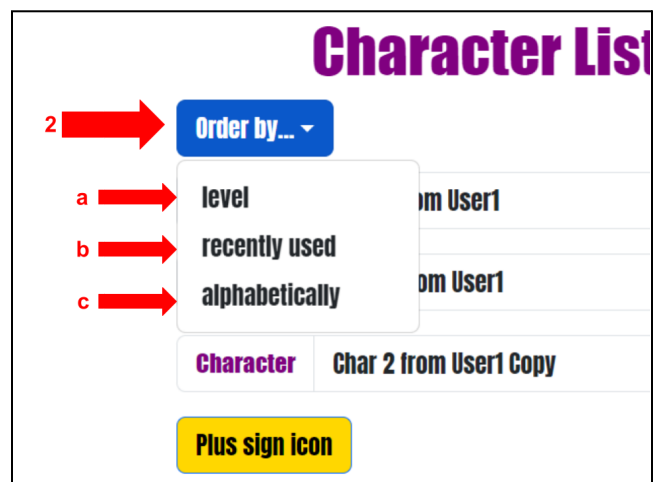 Character List
2 Order by...
a level om User1
b recently used
c alphabetically om User1
Character Char 2 from User1 Copy
Plus sign icon